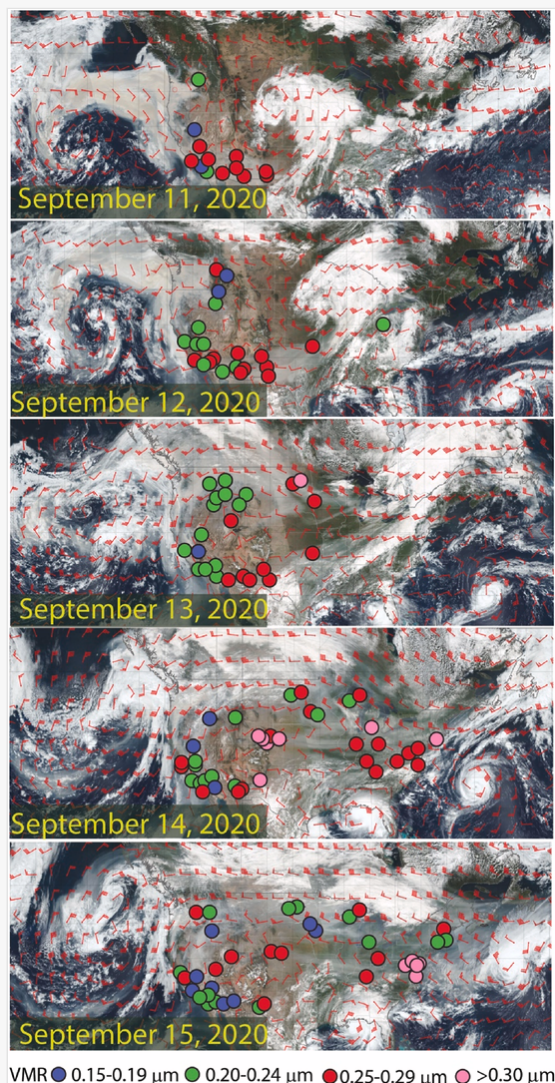 September 11, 2020
September 12, 2020
September 13, 2020
September 14, 2020
September 15, 2020
VMR 0.15-0.19 μm 0.20-0.24 μm 0.25-0.29 μm >0.30 μm